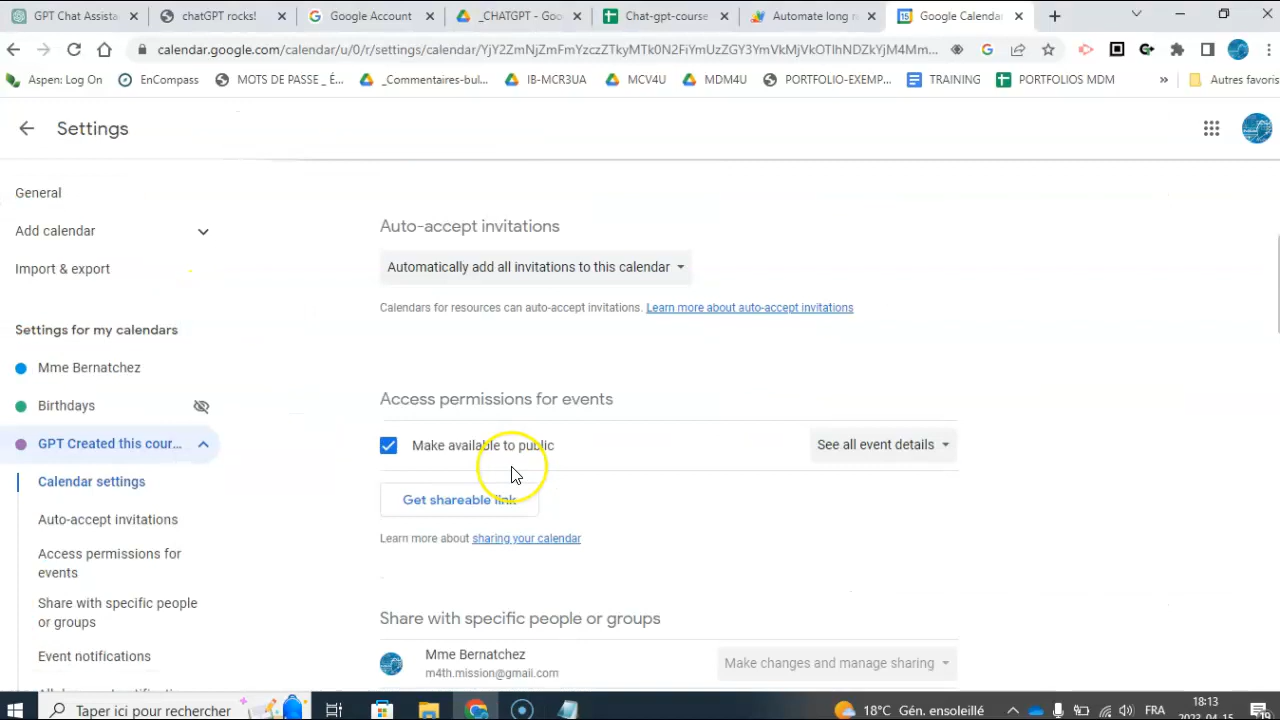 GPT Chat Assista
chatGPT rocks!
Google Account
_CHATGPT - Goo
Chat-gpt-course
Automate long r
Google Calenda
calendar.google.com/calendar/u/0/r/settings/calendar/YjY2ZmNjZmFmYzczZTkyMTk0N2FiYmUzZGY3YmVkMjVkOTlhNDZkYjM4Mm...
Aspen: Log On
EnCompass
MOTS DE PASSE _ É...
_Commentaires-bul...
IB-MCR3UA
MCV4U
MDM4U
PORTFOLIO-EXEMP...
TRAINING
PORTFOLIOS MDM
»
Autres favoris
Settings
General
Add calendar
Import & export
Settings for my calendars
Mme Bernatchez
Birthdays
GPT Created this cour...
Calendar settings
Auto-accept invitations
Access permissions for
events
Share with specific people
or groups
Event notifications
Auto-accept invitations
Automatically add all invitations to this calendar
Calendars for resources can auto-accept invitations. Learn more about auto-accept invitations
Access permissions for events
Make available to public
See all event details
Get shareable link
Learn more about sharing your calendar
Share with specific people or groups
Mme Bernatchez
m4th.mission@gmail.com
Make changes and manage sharing
Taper ici pour rechercher
18°C Gén. ensoleillé
FRA
18:13
2023-04-15